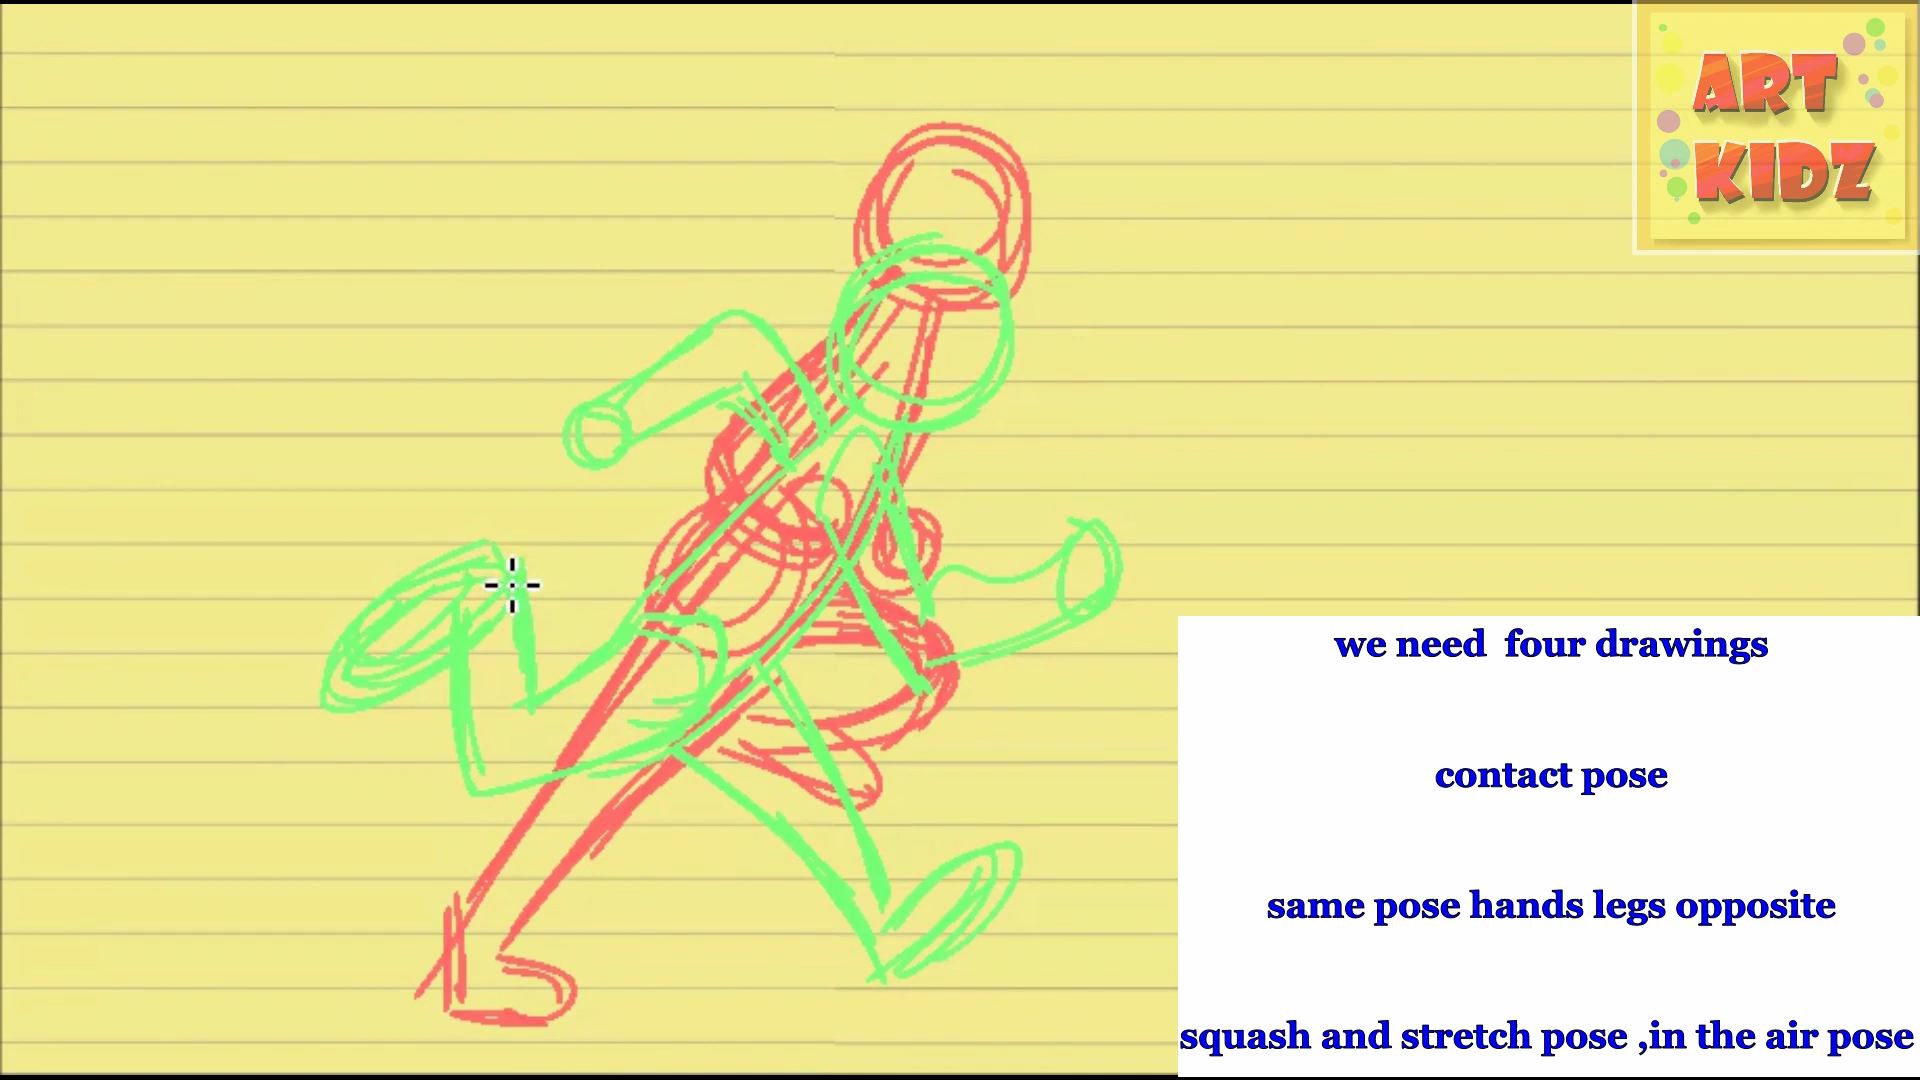 ART
KIDZ
we need four drawings
contact pose
same pose hands legs opposite
squash and stretch pose ,in the air pose